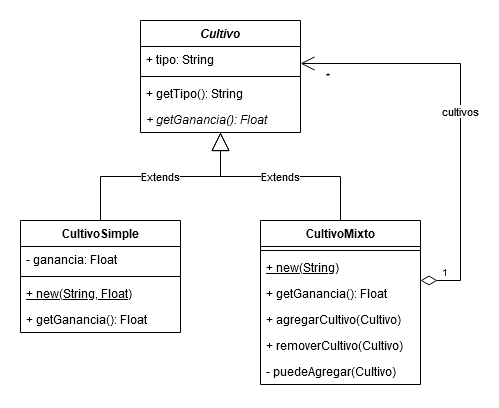 Cultivo
+ tipo: String
+ getTipo(): String
+ getGanancia(): Float
*
cultivos
Extends
Extends
CultivoSimple
- ganancia: Float
+ new(String, Float)
+ getGanancia(): Float
CultivoMixto
+ new(String)
+ getGanancia(): Float
+ agregarCultivo(Cultivo)
+ removerCultivo(Cultivo)
- puedeAgregar(Cultivo)
1